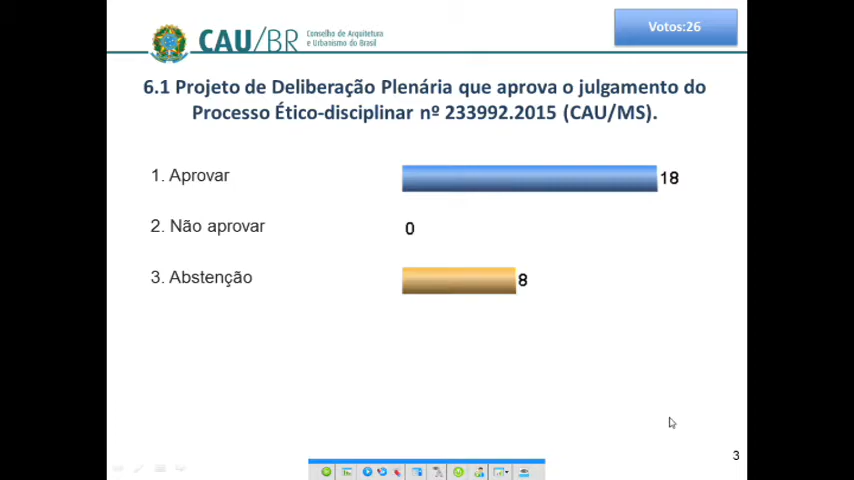 CAU/BR
Conselho de Arquitetura
e Urbanismo do Brasil
Votos:26
6.1 Projeto de Deliberação Plenária que aprova o julgamento do
Processo Ético-disciplinar nº 233992.2015 (CAU/MS).
1. Aprovar
18
2. Não aprovar
0
3. Abstenção
8
3